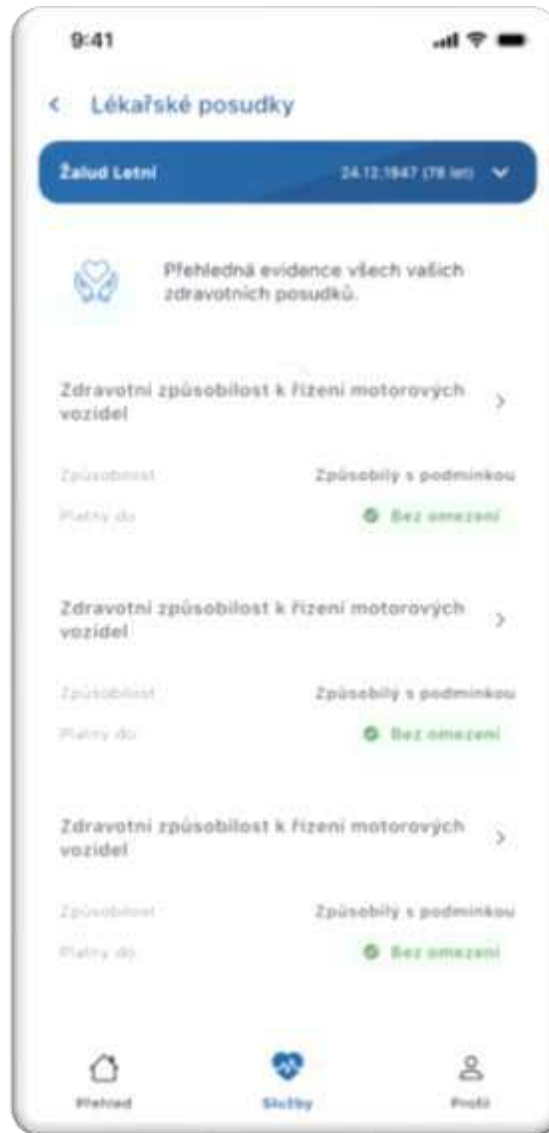 9:41
Lékařské posudky
Žalud Letní 24.12.1947 (78 let)
Přehledná evidence všech vašich
zdravotních posudků.
Zdravotní způsobilost k řízení motorových
vozidel
Způsobilost Způsobilý s podmínkou
Platný do Bez omezení
Zdravotní způsobilost k řízení motorových
vozidel
Způsobilost Způsobilý s podmínkou
Platný do Bez omezení
Zdravotní způsobilost k řízení motorových
vozidel
Způsobilost Způsobilý s podmínkou
Platný do Bez omezení
Přehled Služby Profil